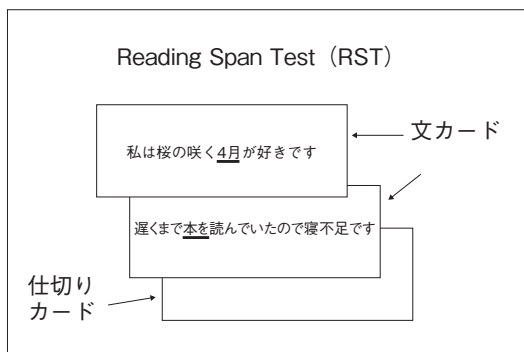 Reading Span Test（RST）
私は桜の咲く4月が好きです
文カード
遅くまで本を読んでいたので寝不足です
仕切り
カード